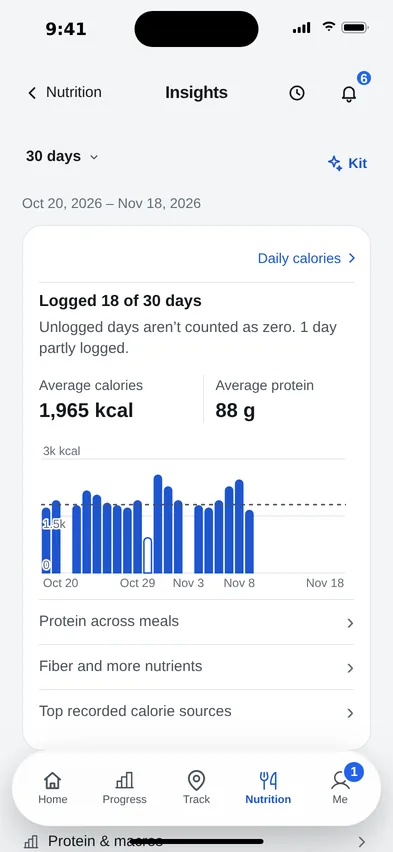 9:41
Nutrition
Insights
6
30 days
Kit
Oct 20, 2026 – Nov 18, 2026
Daily calories
Logged 18 of 30 days
Unlogged days aren’t counted as zero. 1 day
partly logged.
Average calories
Average protein
1,965 kcal
88 g
3k kcal
1.5k
0
Oct 20
Oct 29
Nov 3
Nov 8
Nov 18
Protein across meals
Fiber and more nutrients
Top recorded calorie sources
1
Home
Progress
Track
Nutrition
Me
Protein & macros